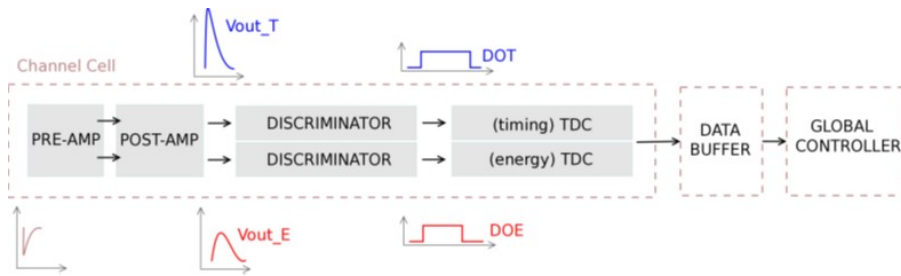 Vout_T
DOT
Channel Cell
PRE-AMP
POST-AMP
DISCRIMINATOR
(timing) TDC
DISCRIMINATOR
(energy) TDC
DATA
BUFFER
GLOBAL
CONTROLLER
Vout_E
DOE